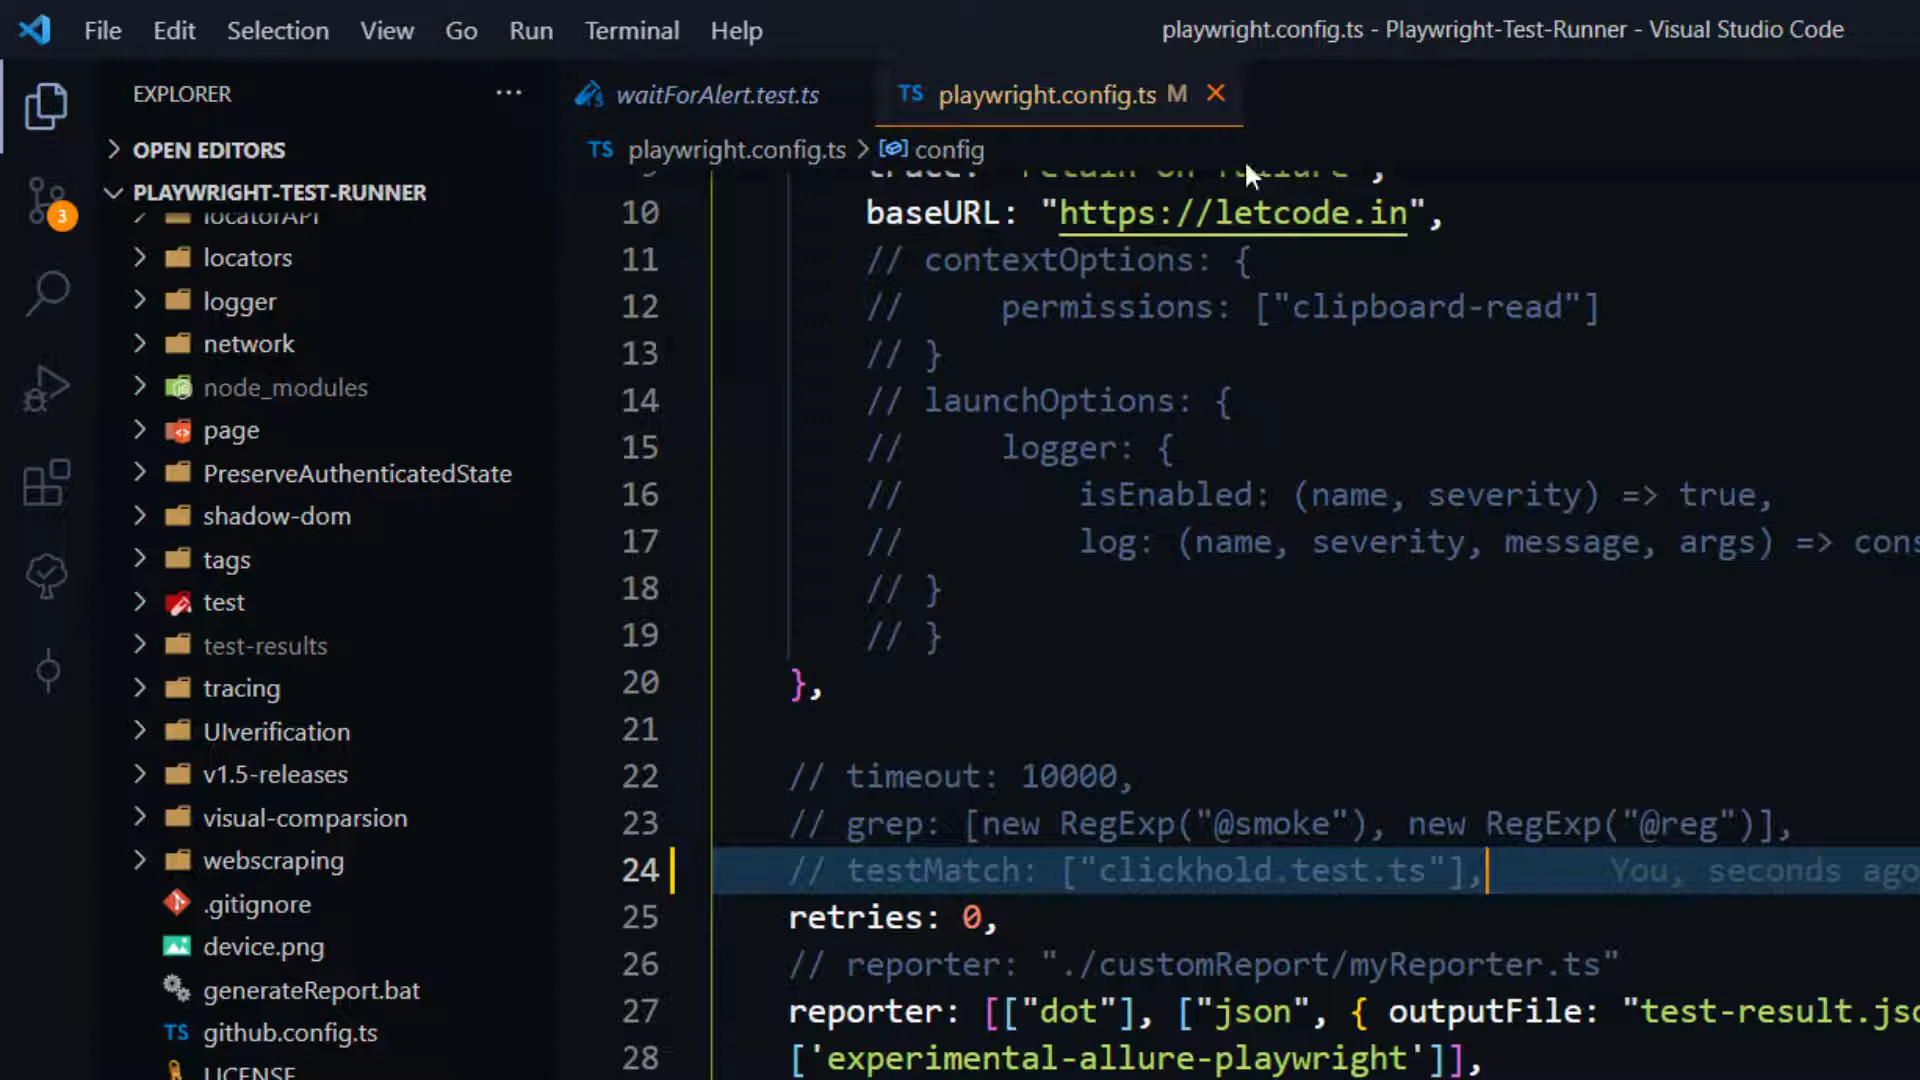 File Edit Selection View Go Run Terminal Help
playwright.config.ts - Playwright-Test-Runner - Visual Studio Code
EXPLORER
OPEN EDITORS
PLAYWRIGHT-TEST-RUNNER
3
locatorAPI
locators
logger
network
node_modules
page
PreserveAuthenticatedState
shadow-dom
tags
test
test-results
tracing
UIverification
v1.5-releases
visual-comparsion
webscraping
.gitignore
device.png
generateReport.bat
TS github.config.ts
LICENSE
waitForAlert.test.ts
TS playwright.config.ts M
TS playwright.config.ts > config
trace: "retain-on-failure",
10 baseURL: "https://letcode.in",
11 // contextOptions: {
12 // permissions: ["clipboard-read"]
13 // }
14 // launchOptions: {
15 // logger: {
16 // isEnabled: (name, severity) => true,
17 // log: (name, severity, message, args) => cons
18 // }
19 // }
20 },
21
22 // timeout: 10000,
23 // grep: [new RegExp("@smoke"), new RegExp("@reg")],
24 // testMatch: ["clickhold.test.ts"], You, seconds ago
25 retries: 0,
26 // reporter: "./customReport/myReporter.ts"
27 reporter: [["dot"], ["json", { outputFile: "test-result.jso
28 ['experimental-allure-playwright']],